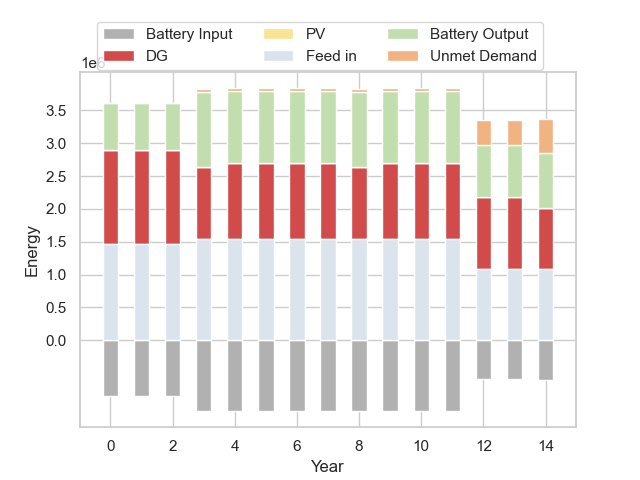 Battery Input PV Battery Output
DG Feed in Unmet Demand
1e6
3.5
3.0
2.5
2.0
1.5
1.0
0.5
0.0
Energy
0 2 4 6 8 10 12 14
Year